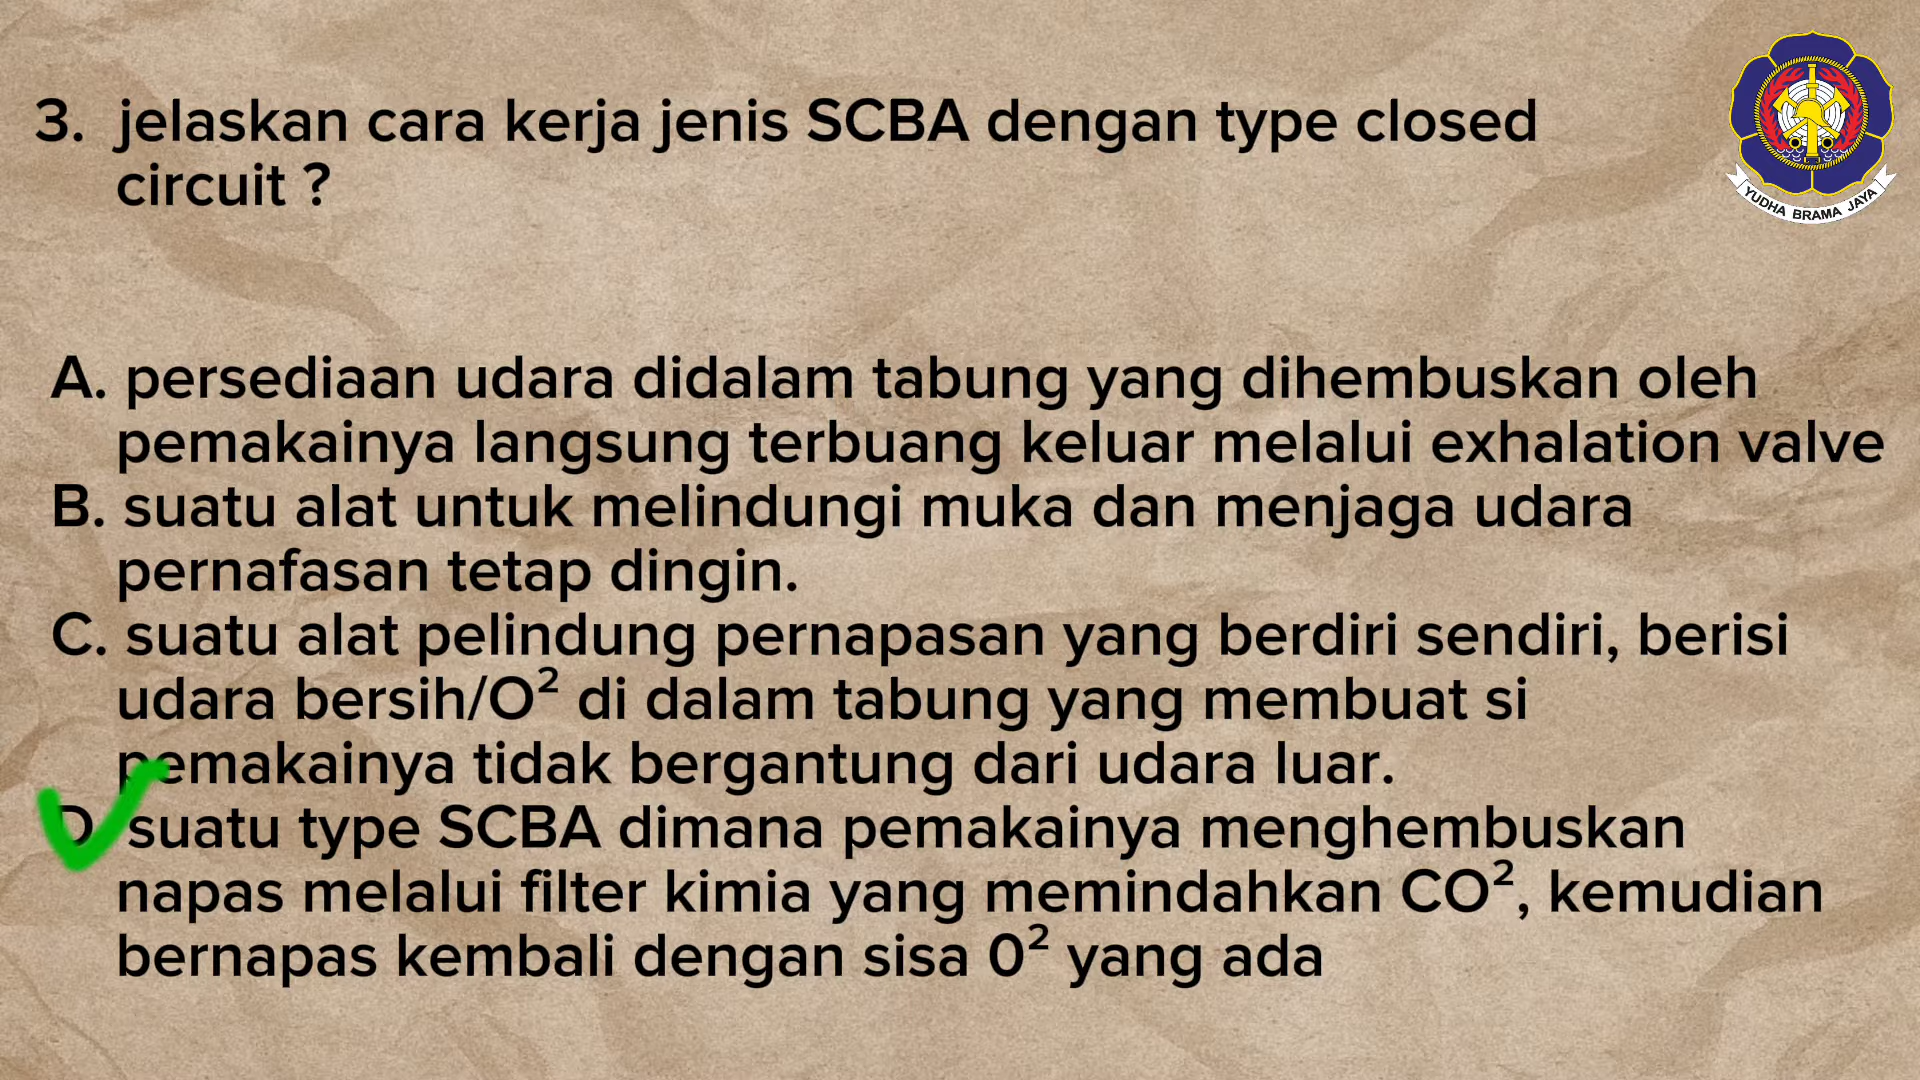 3. jelaskan cara kerja jenis SCBA dengan type closed
circuit ?
YUDHA BRAMA JAYA
A. persediaan udara didalam tabung yang dihembuskan oleh
pemakainya langsung terbuang keluar melalui exhalation valve
B. suatu alat untuk melindungi muka dan menjaga udara
pernafasan tetap dingin.
C. suatu alat pelindung pernapasan yang berdiri sendiri, berisi
udara bersih/O² di dalam tabung yang membuat si
pemakainya tidak bergantung dari udara luar.
D. suatu type SCBA dimana pemakainya menghembuskan
napas melalui filter kimia yang memindahkan CO², kemudian
bernapas kembali dengan sisa 0² yang ada